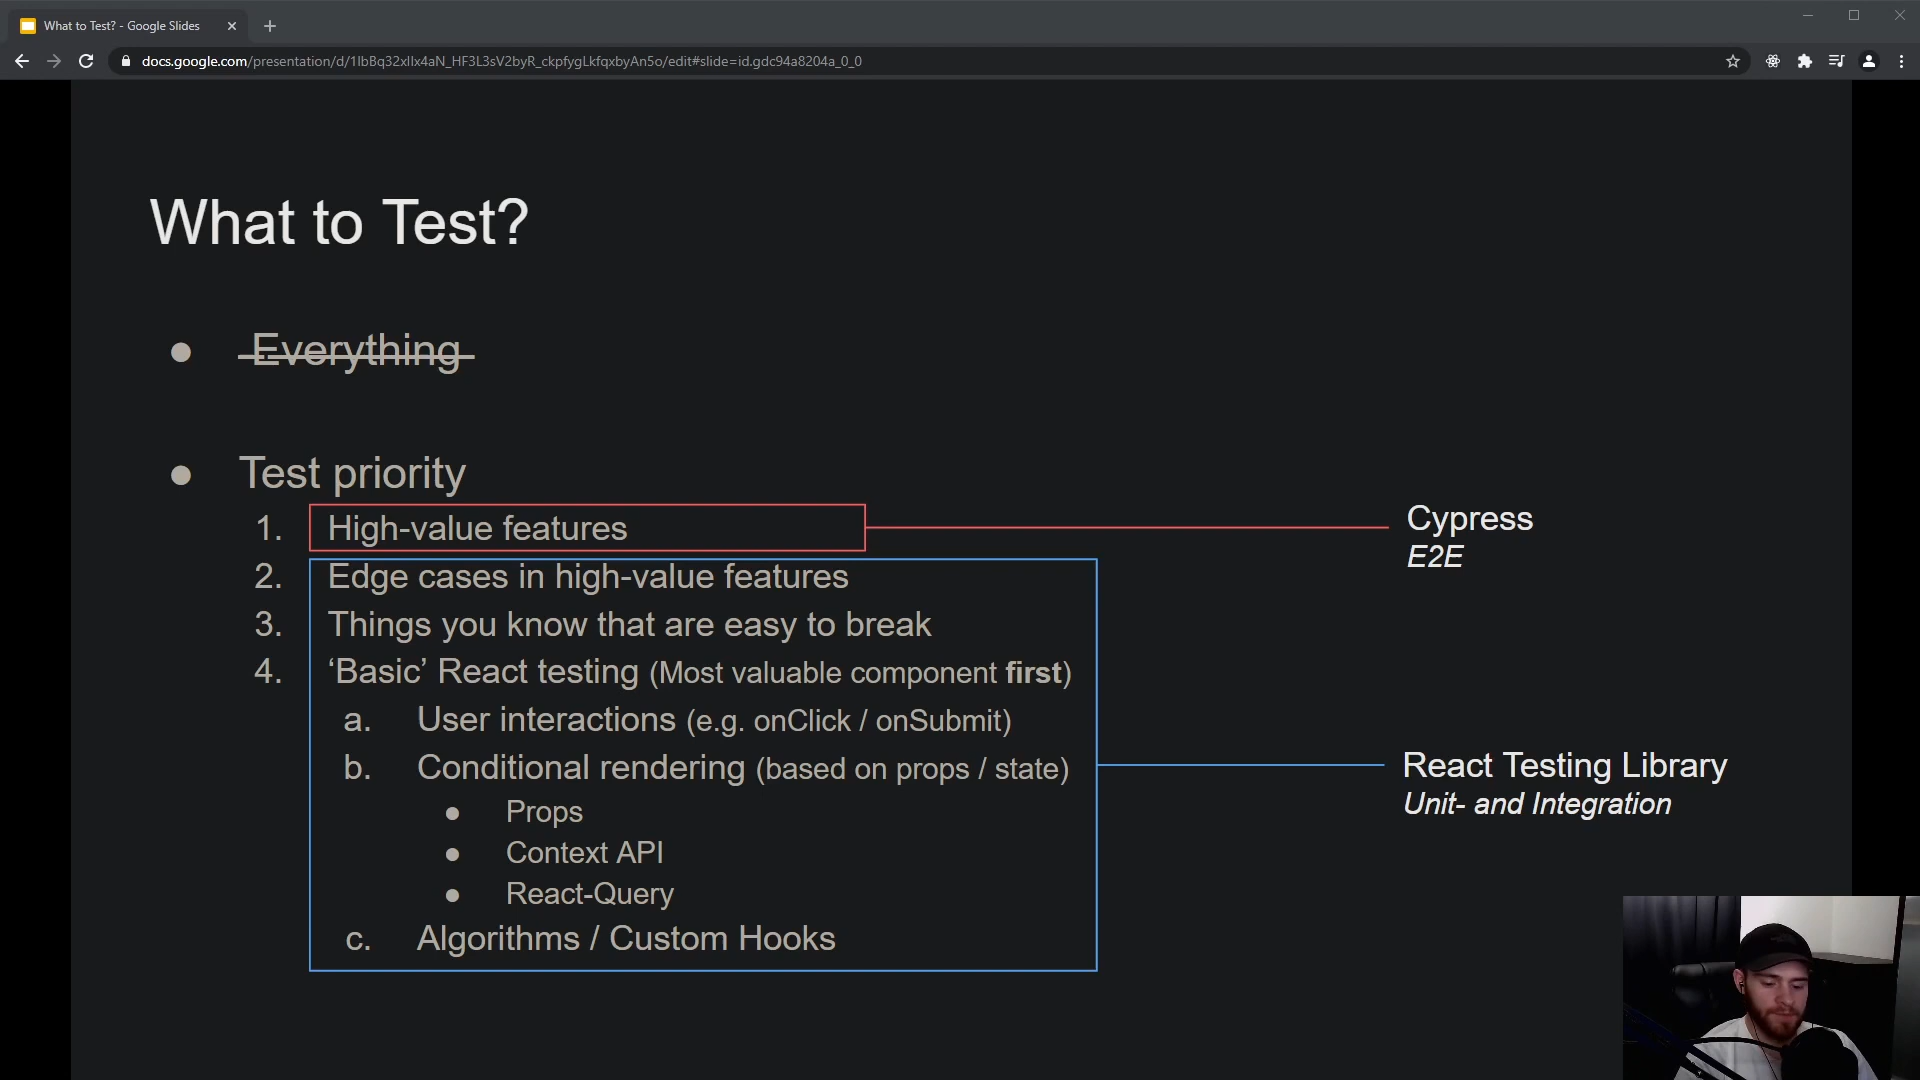 What to Test? - Google Slides
docs.google.com/presentation/d/1IbBq32xlIx4aN_HF3L3sV2byR_ckpfygLkfqxbyAn5o/edit#slide=id.gdc94a8204a_0_0
What to Test?
● Everything
● Test priority
1. High-value features
Cypress
E2E
2. Edge cases in high-value features
3. Things you know that are easy to break
4. ‘Basic’ React testing (Most valuable component first)
a. User interactions (e.g. onClick / onSubmit)
b. Conditional rendering (based on props / state)
React Testing Library
Unit- and Integration
● Props
● Context API
● React-Query
c. Algorithms / Custom Hooks